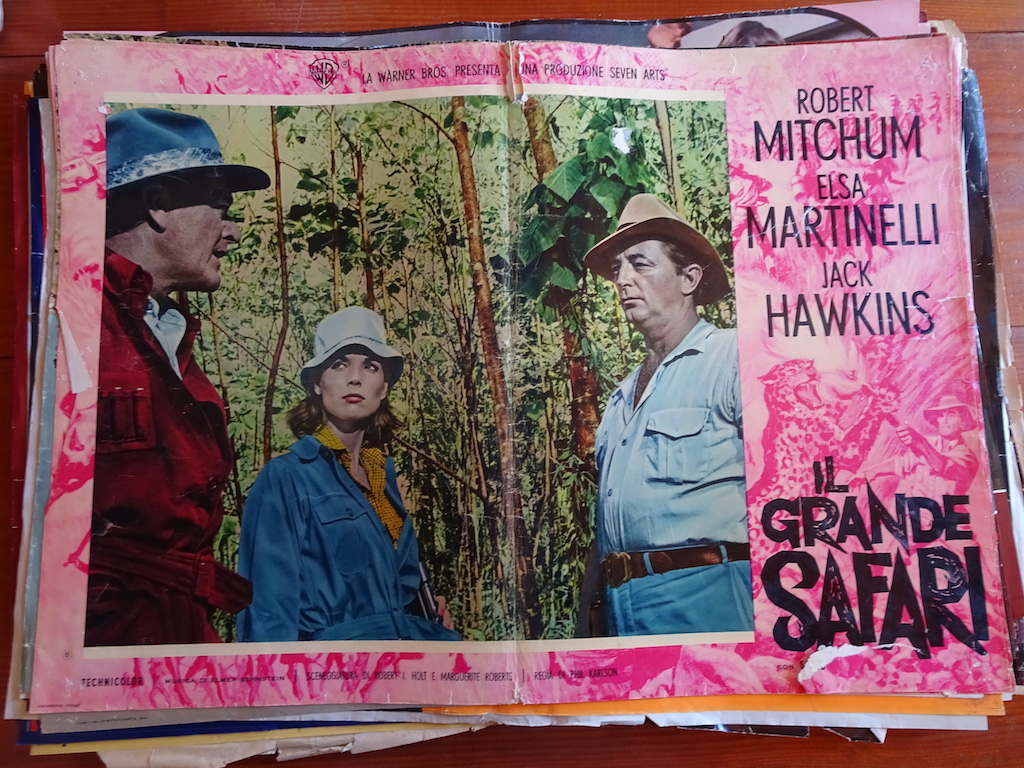 LA WARNER BROS. PRESENTA UNA PRODUZIONE SEVEN ARTS
ROBERT
MITCHUM
ELSA
MARTINELLI
JACK
HAWKINS
IL
GRANDE
SAFARI
CON
TECHNICOLOR MUSICA DI ELMER BERNSTEIN SCENEGGIATURA DI ROBERT I. HOLT E MARGUERITE ROBERTS REGIA DI PHIL KARLSON